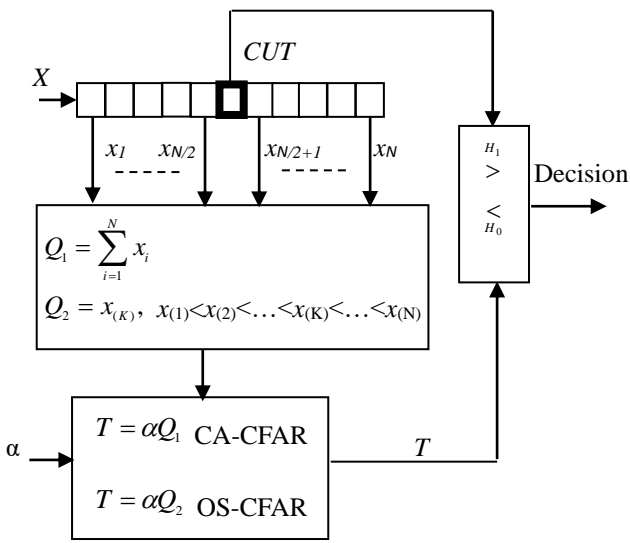 CUT
X
x1 xN/2 xN/2+1 xN
H1
>
<
H0
Decision
Q1 = ∑_{i=1}^{N} xi
Q2 = x(K), x(1)<x(2)<…<x(K)<…<x(N)
α
T = αQ1 CA-CFAR
T
T = αQ2 OS-CFAR